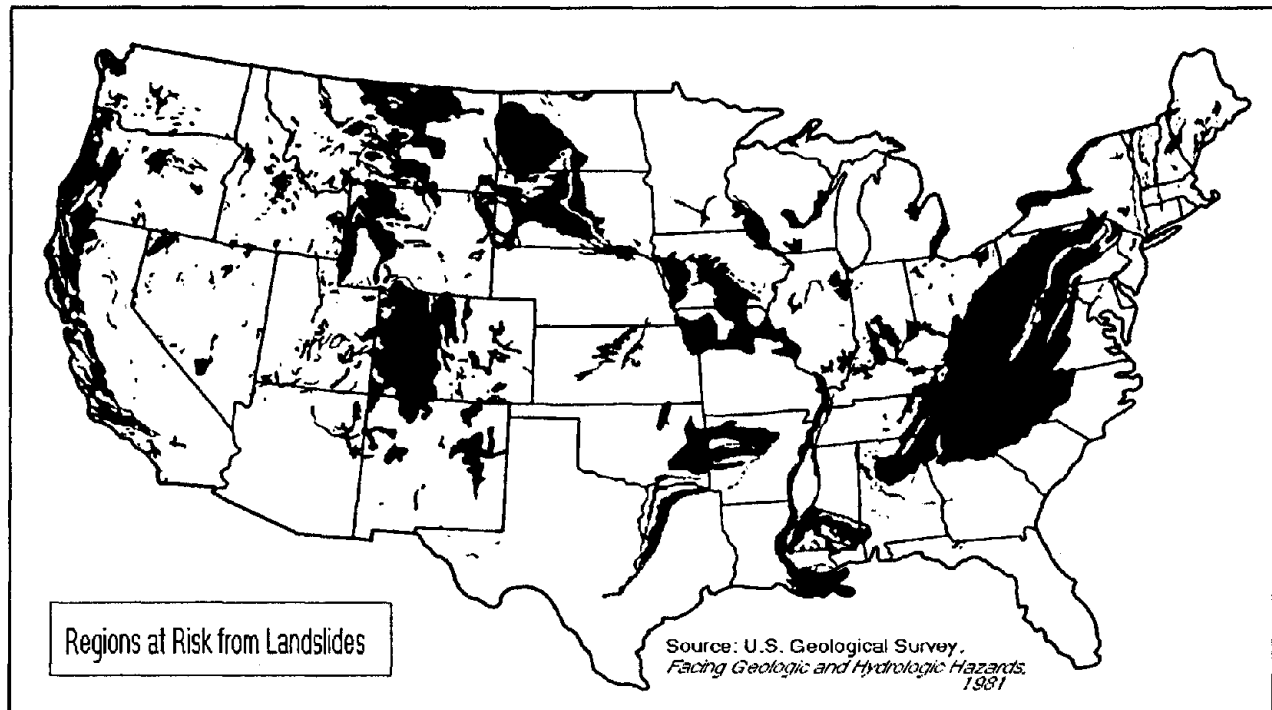 Regions at Risk from Landslides
Source: U.S. Geological Survey.
Facing Geologic and Hydrologic Hazards.
1981